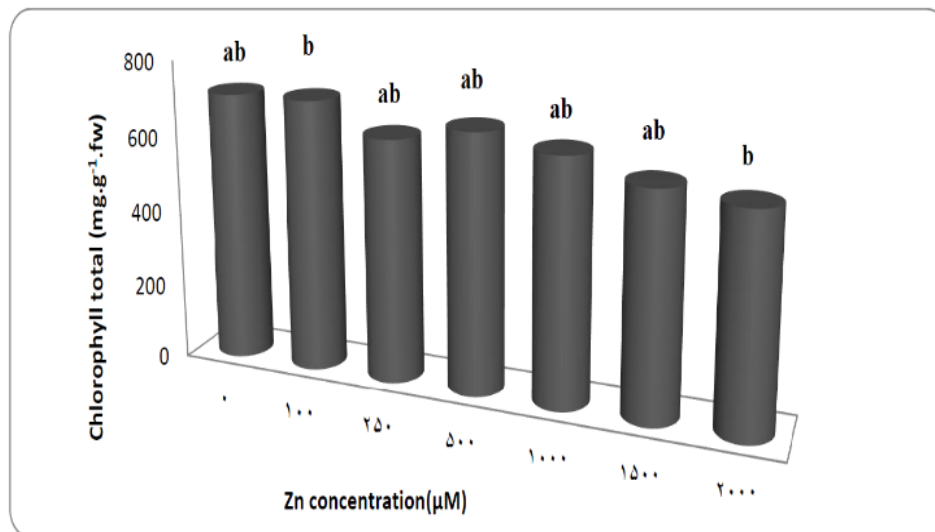 Chlorophyll total (mg.g⁻¹.fw)
800
600
400
200
0
ab
b
ab
ab
ab
ab
b
۰
۱۰۰
۲۵۰
۵۰۰
۱۰۰۰
۱۵۰۰
۲۰۰۰
Zn concentration(µM)